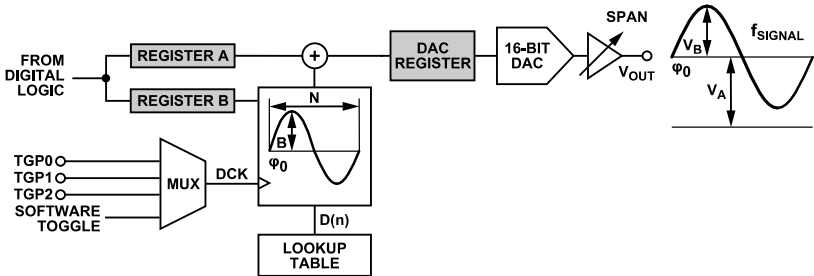 FROM
DIGITAL
LOGIC
REGISTER A
REGISTER B
+
DAC
REGISTER
16-BIT
DAC
SPAN
VOUT
VB
fSIGNAL
φ0
VA
N
B
φ0
TGP0
TGP1
TGP2
SOFTWARE
TOGGLE
MUX
DCK
D(n)
LOOKUP
TABLE